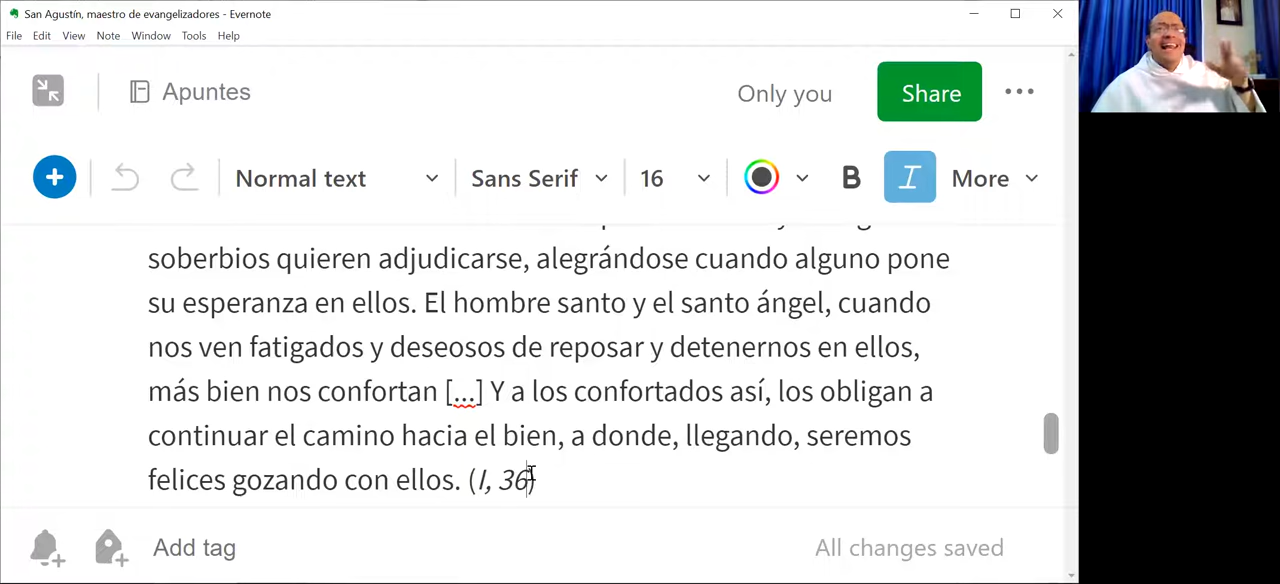 San Agustín, maestro de evangelizadores - Evernote
File Edit View Note Window Tools Help
Apuntes
Only you
Share
Normal text
Sans Serif
16
B
I
More
soberbios quieren adjudicarse, alegrándose cuando alguno pone
su esperanza en ellos. El hombre santo y el santo ángel, cuando
nos ven fatigados y deseosos de reposar y detenernos en ellos,
más bien nos confortan [...] Y a los confortados así, los obligan a
continuar el camino hacia el bien, a donde, llegando, seremos
felices gozando con ellos. (I, 36)
Add tag
All changes saved